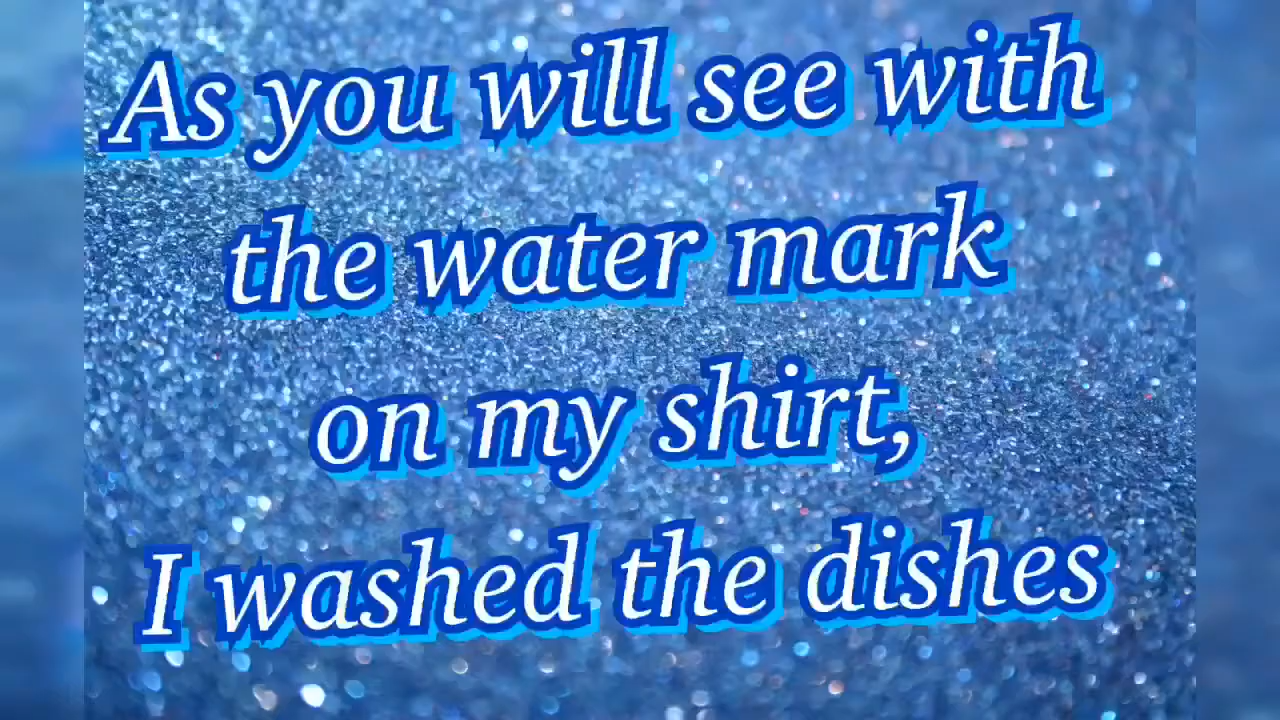 As you will see with
the water mark
on my shirt,
I washed the dishes